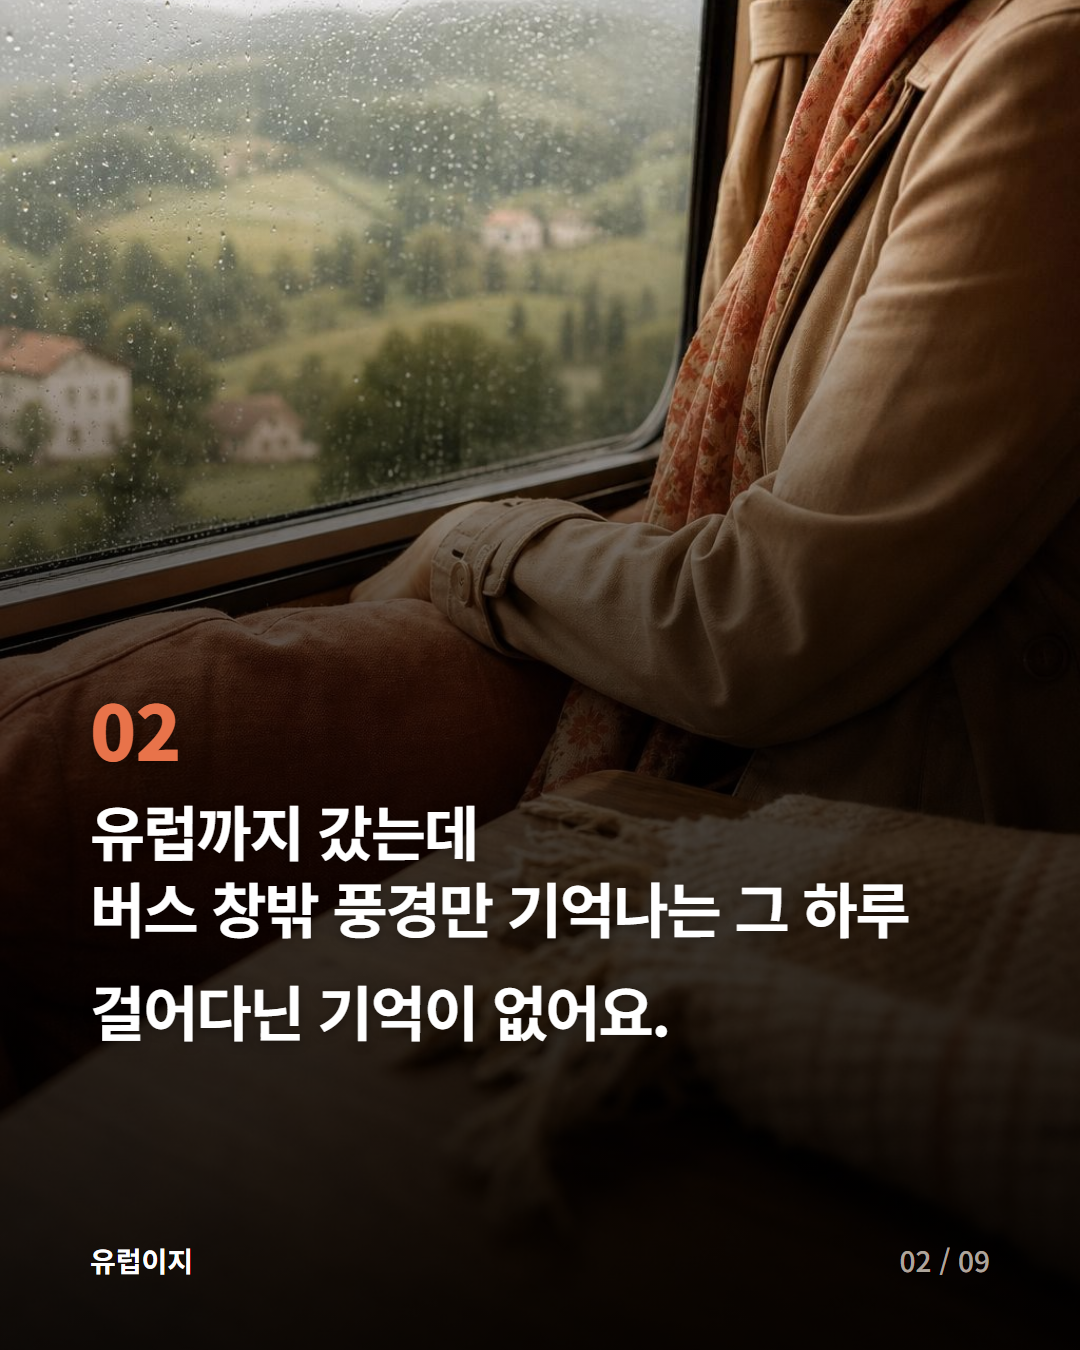 02
유럽까지 갔는데
버스 창밖 풍경만 기억나는 그 하루
걸어다닌 기억이 없어요.
유럽이지
02 / 09